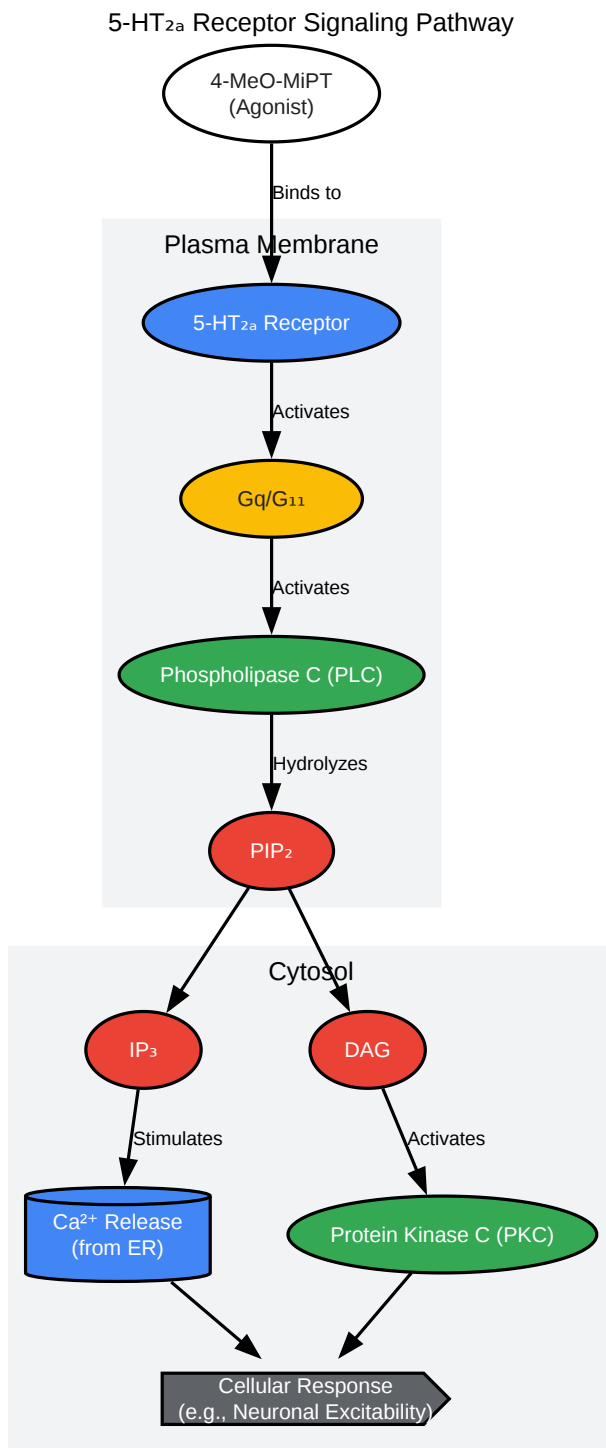 5-HT₂ₐ Receptor Signaling Pathway
4-MeO-MiPT
(Agonist)
Binds to
Plasma Membrane
5-HT₂ₐ Receptor
Activates
Gq/G₁₁
Activates
Phospholipase C (PLC)
Hydrolyzes
PIP₂
Cytosol
IP₃
DAG
Stimulates
Activates
Ca²⁺ Release
(from ER)
Protein Kinase C (PKC)
Cellular Response
(e.g., Neuronal Excitability)